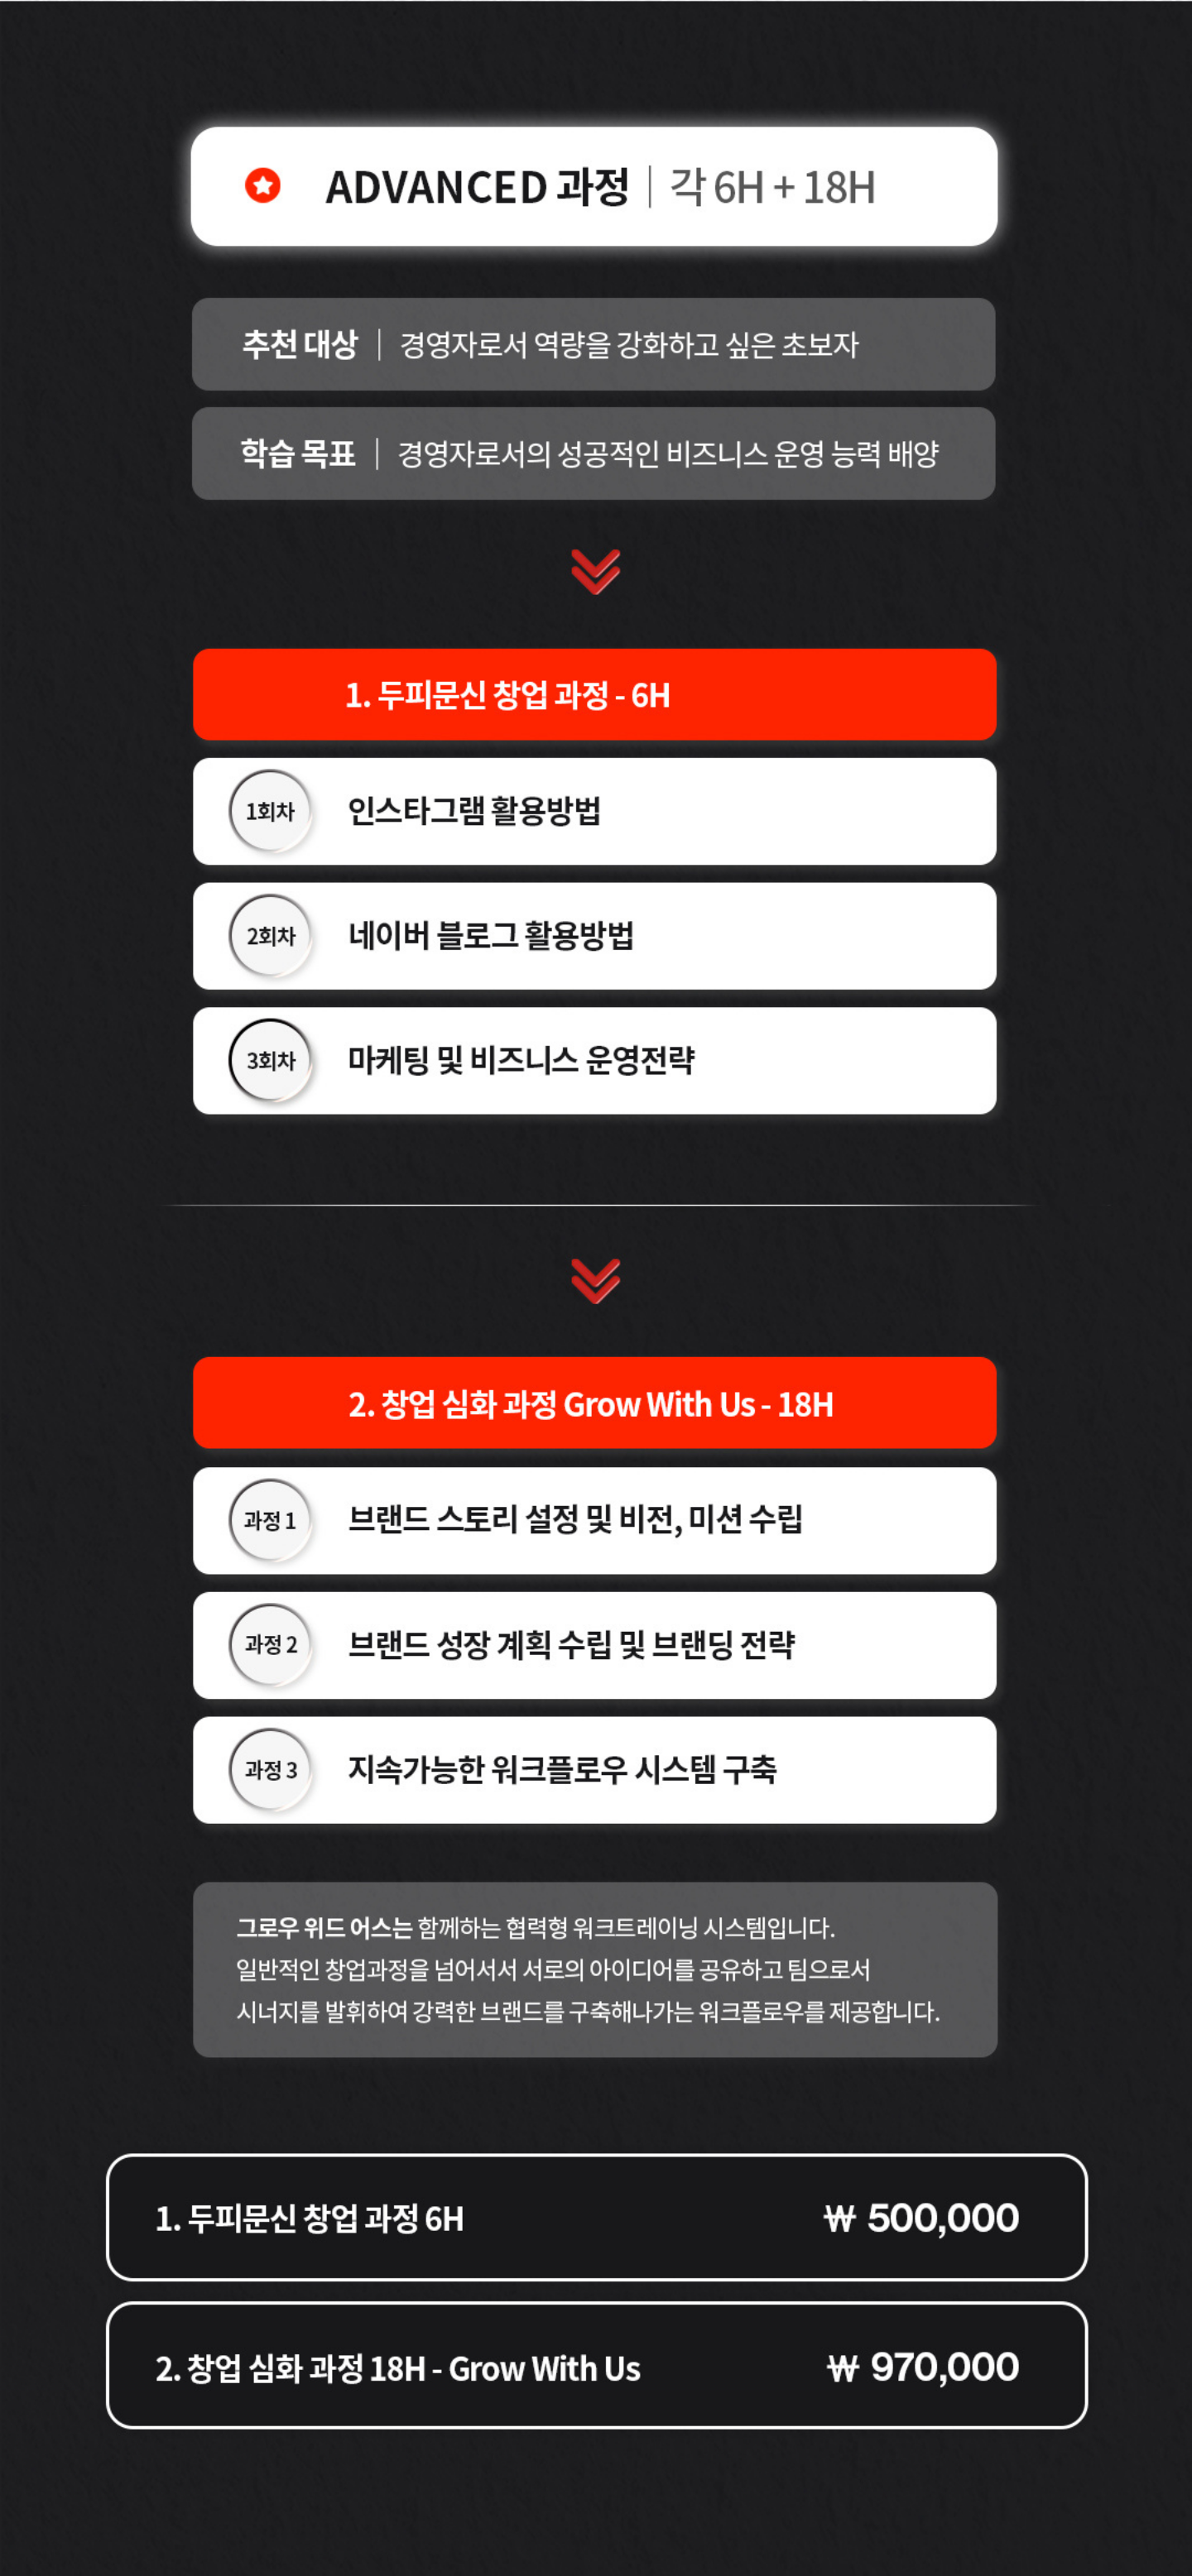 ADVANCED 과정 | 각 6H + 18H
추천 대상 | 경영자로서 역량을 강화하고 싶은 초보자
학습 목표 | 경영자로서의 성공적인 비즈니스 운영 능력 배양
1. 두피문신 창업 과정 - 6H
1회차 인스타그램 활용방법
2회차 네이버 블로그 활용방법
3회차 마케팅 및 비즈니스 운영전략
2. 창업 심화 과정 Grow With Us - 18H
과정 1 브랜드 스토리 설정 및 비전, 미션 수립
과정 2 브랜드 성장 계획 수립 및 브랜딩 전략
과정 3 지속가능한 워크플로우 시스템 구축
그로우 위드 어스는 함께하는 협력형 워크트레이닝 시스템입니다.
일반적인 창업과정을 넘어서서 서로의 아이디어를 공유하고 팀으로서
시너지를 발휘하여 강력한 브랜드를 구축해나가는 워크플로우를 제공합니다.
1. 두피문신 창업 과정 6H ₩ 500,000
2. 창업 심화 과정 18H - Grow With Us ₩ 970,000